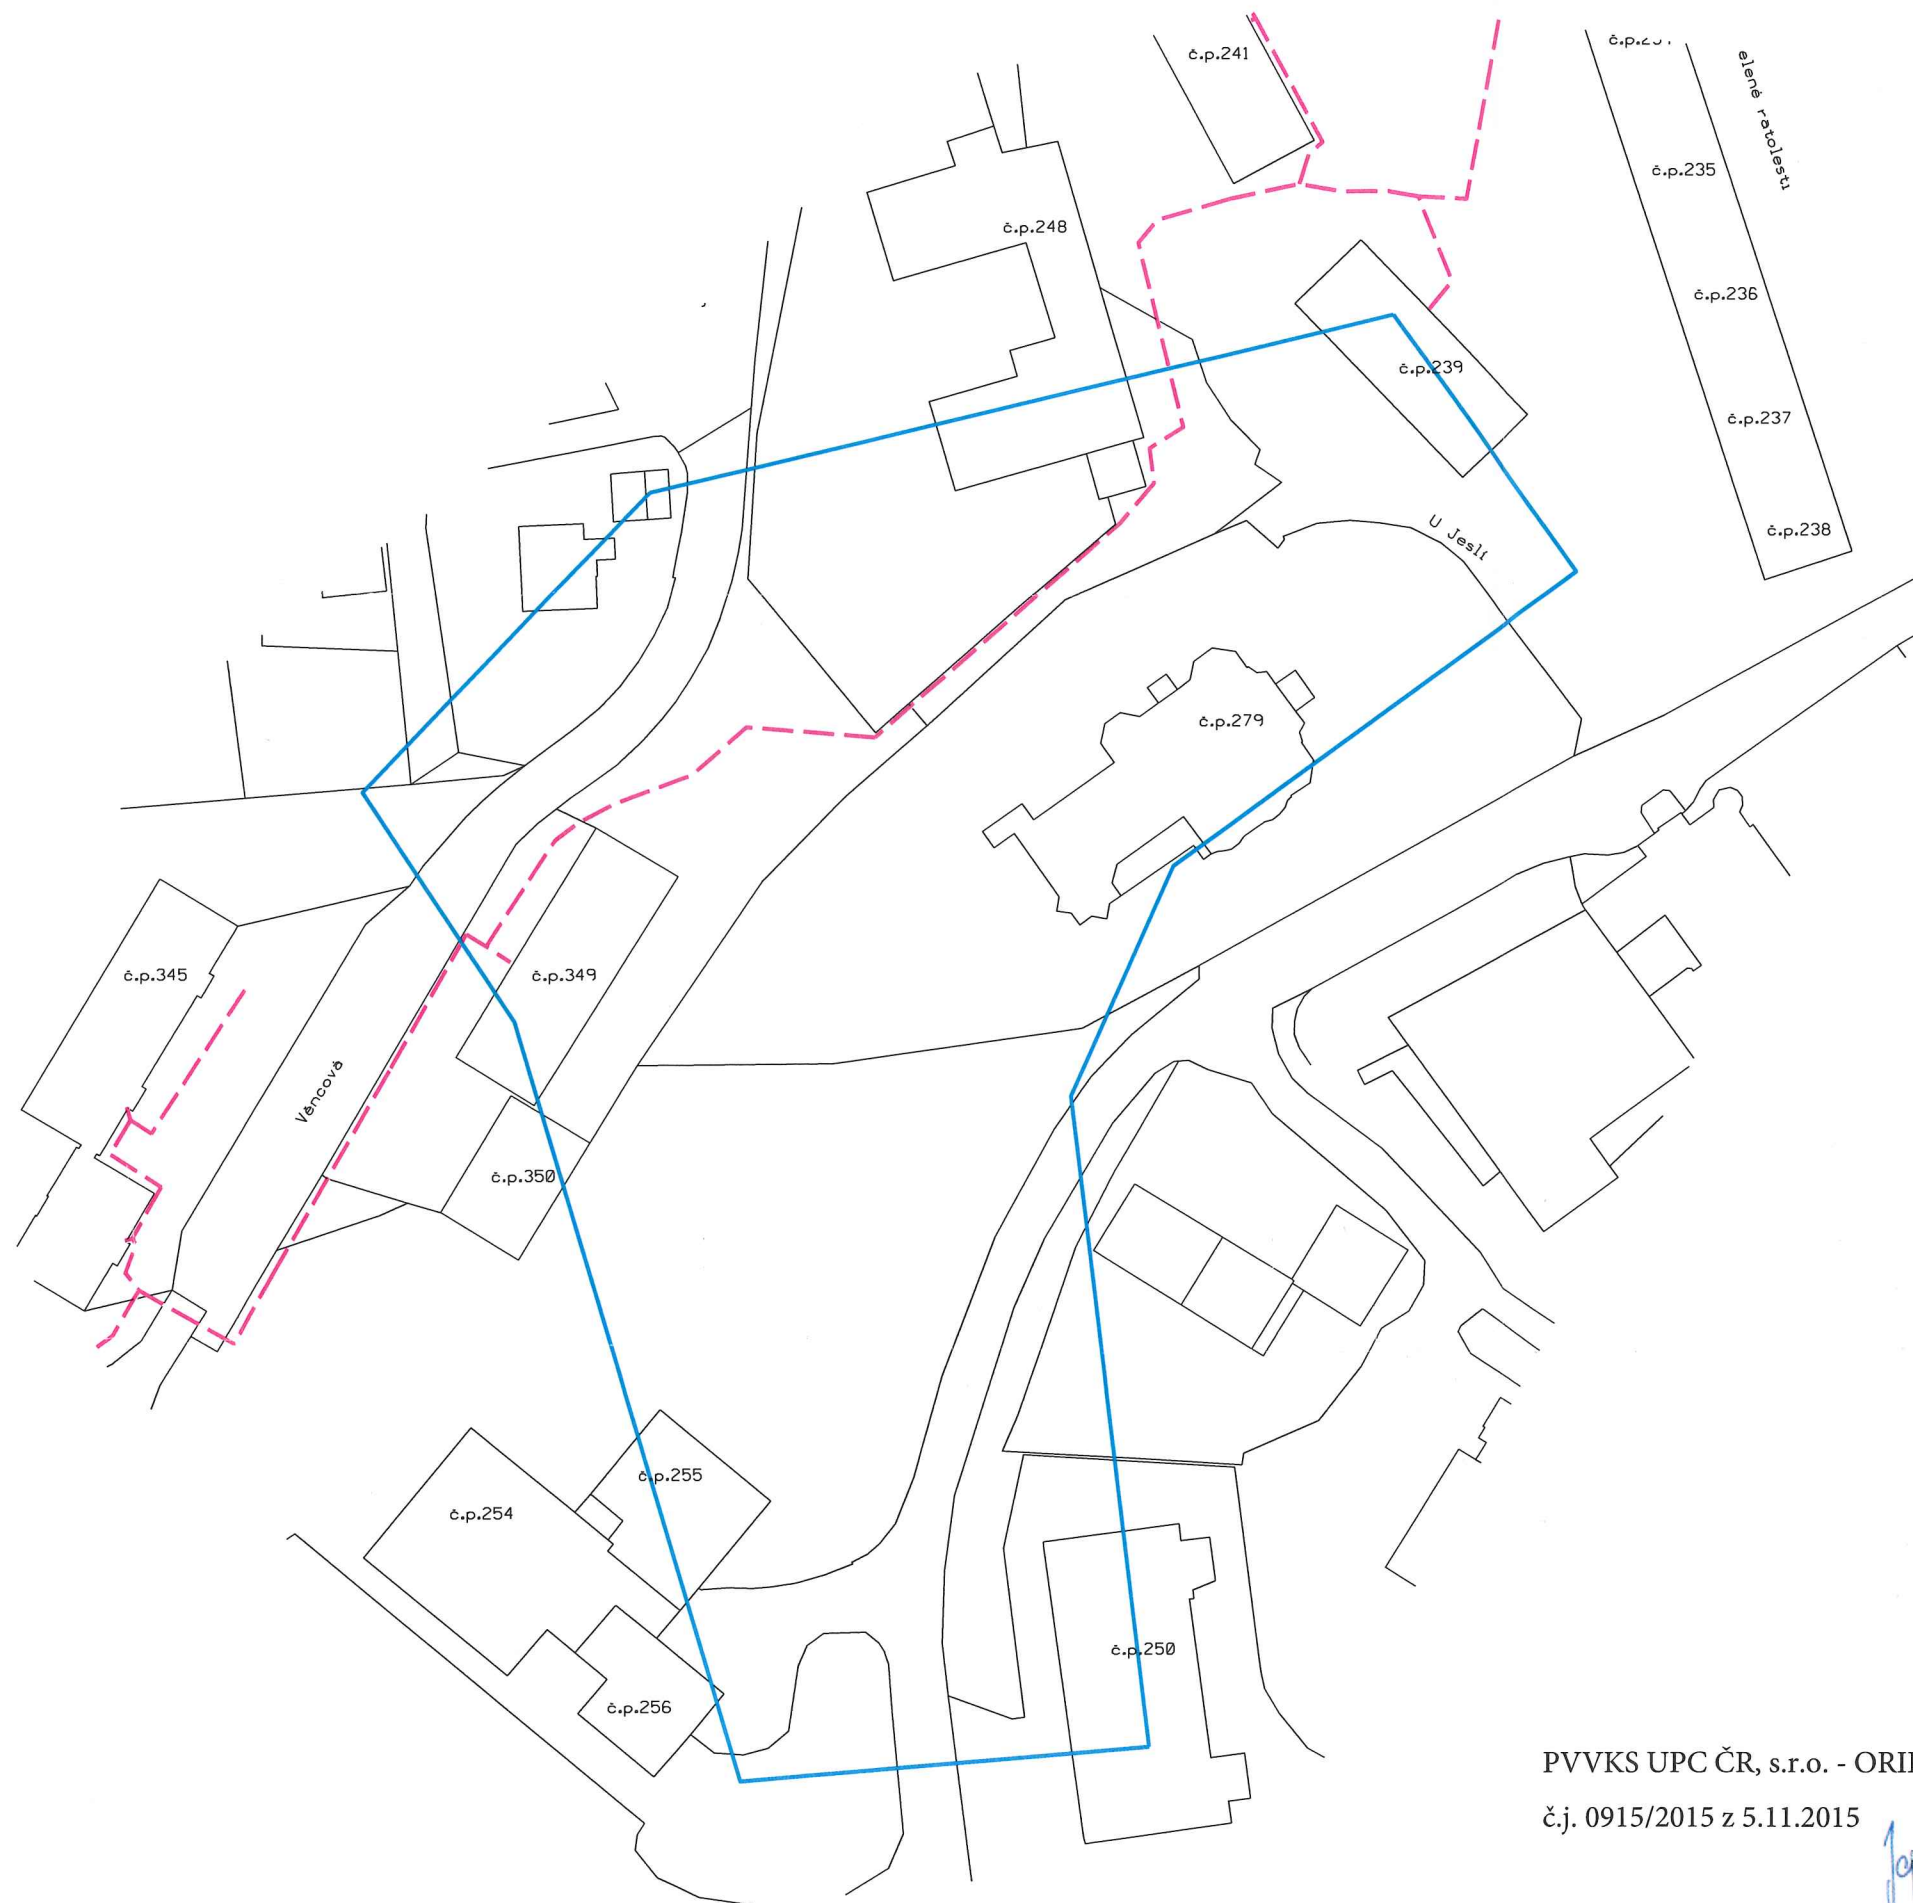 č.p.241
elené ratolesti
č.p.235
č.p.248
č.p.236
č.p.239
č.p.237
U Jeslí
č.p.238
č.p.279
č.p.345
č.p.349
Věncová
č.p.350
č.p.255
č.p.254
č.p.250
č.p.256
PVVKS UPC ČR, s.r.o. - ORI
č.j. 0915/2015 z 5.11.2015